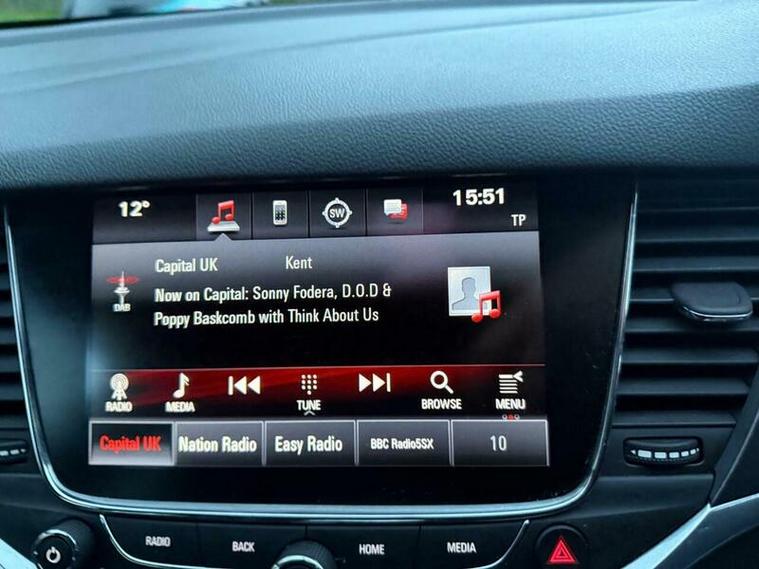 12°
SW
15:51
TP
Capital UK Kent
DAB
Now on Capital: Sonny Fodera, D.O.D &
Poppy Baskcomb with Think About Us
RADIO MEDIA TUNE BROWSE MENU
Capital UK Nation Radio Easy Radio BBC Radio5SX 10
RADIO BACK HOME MEDIA